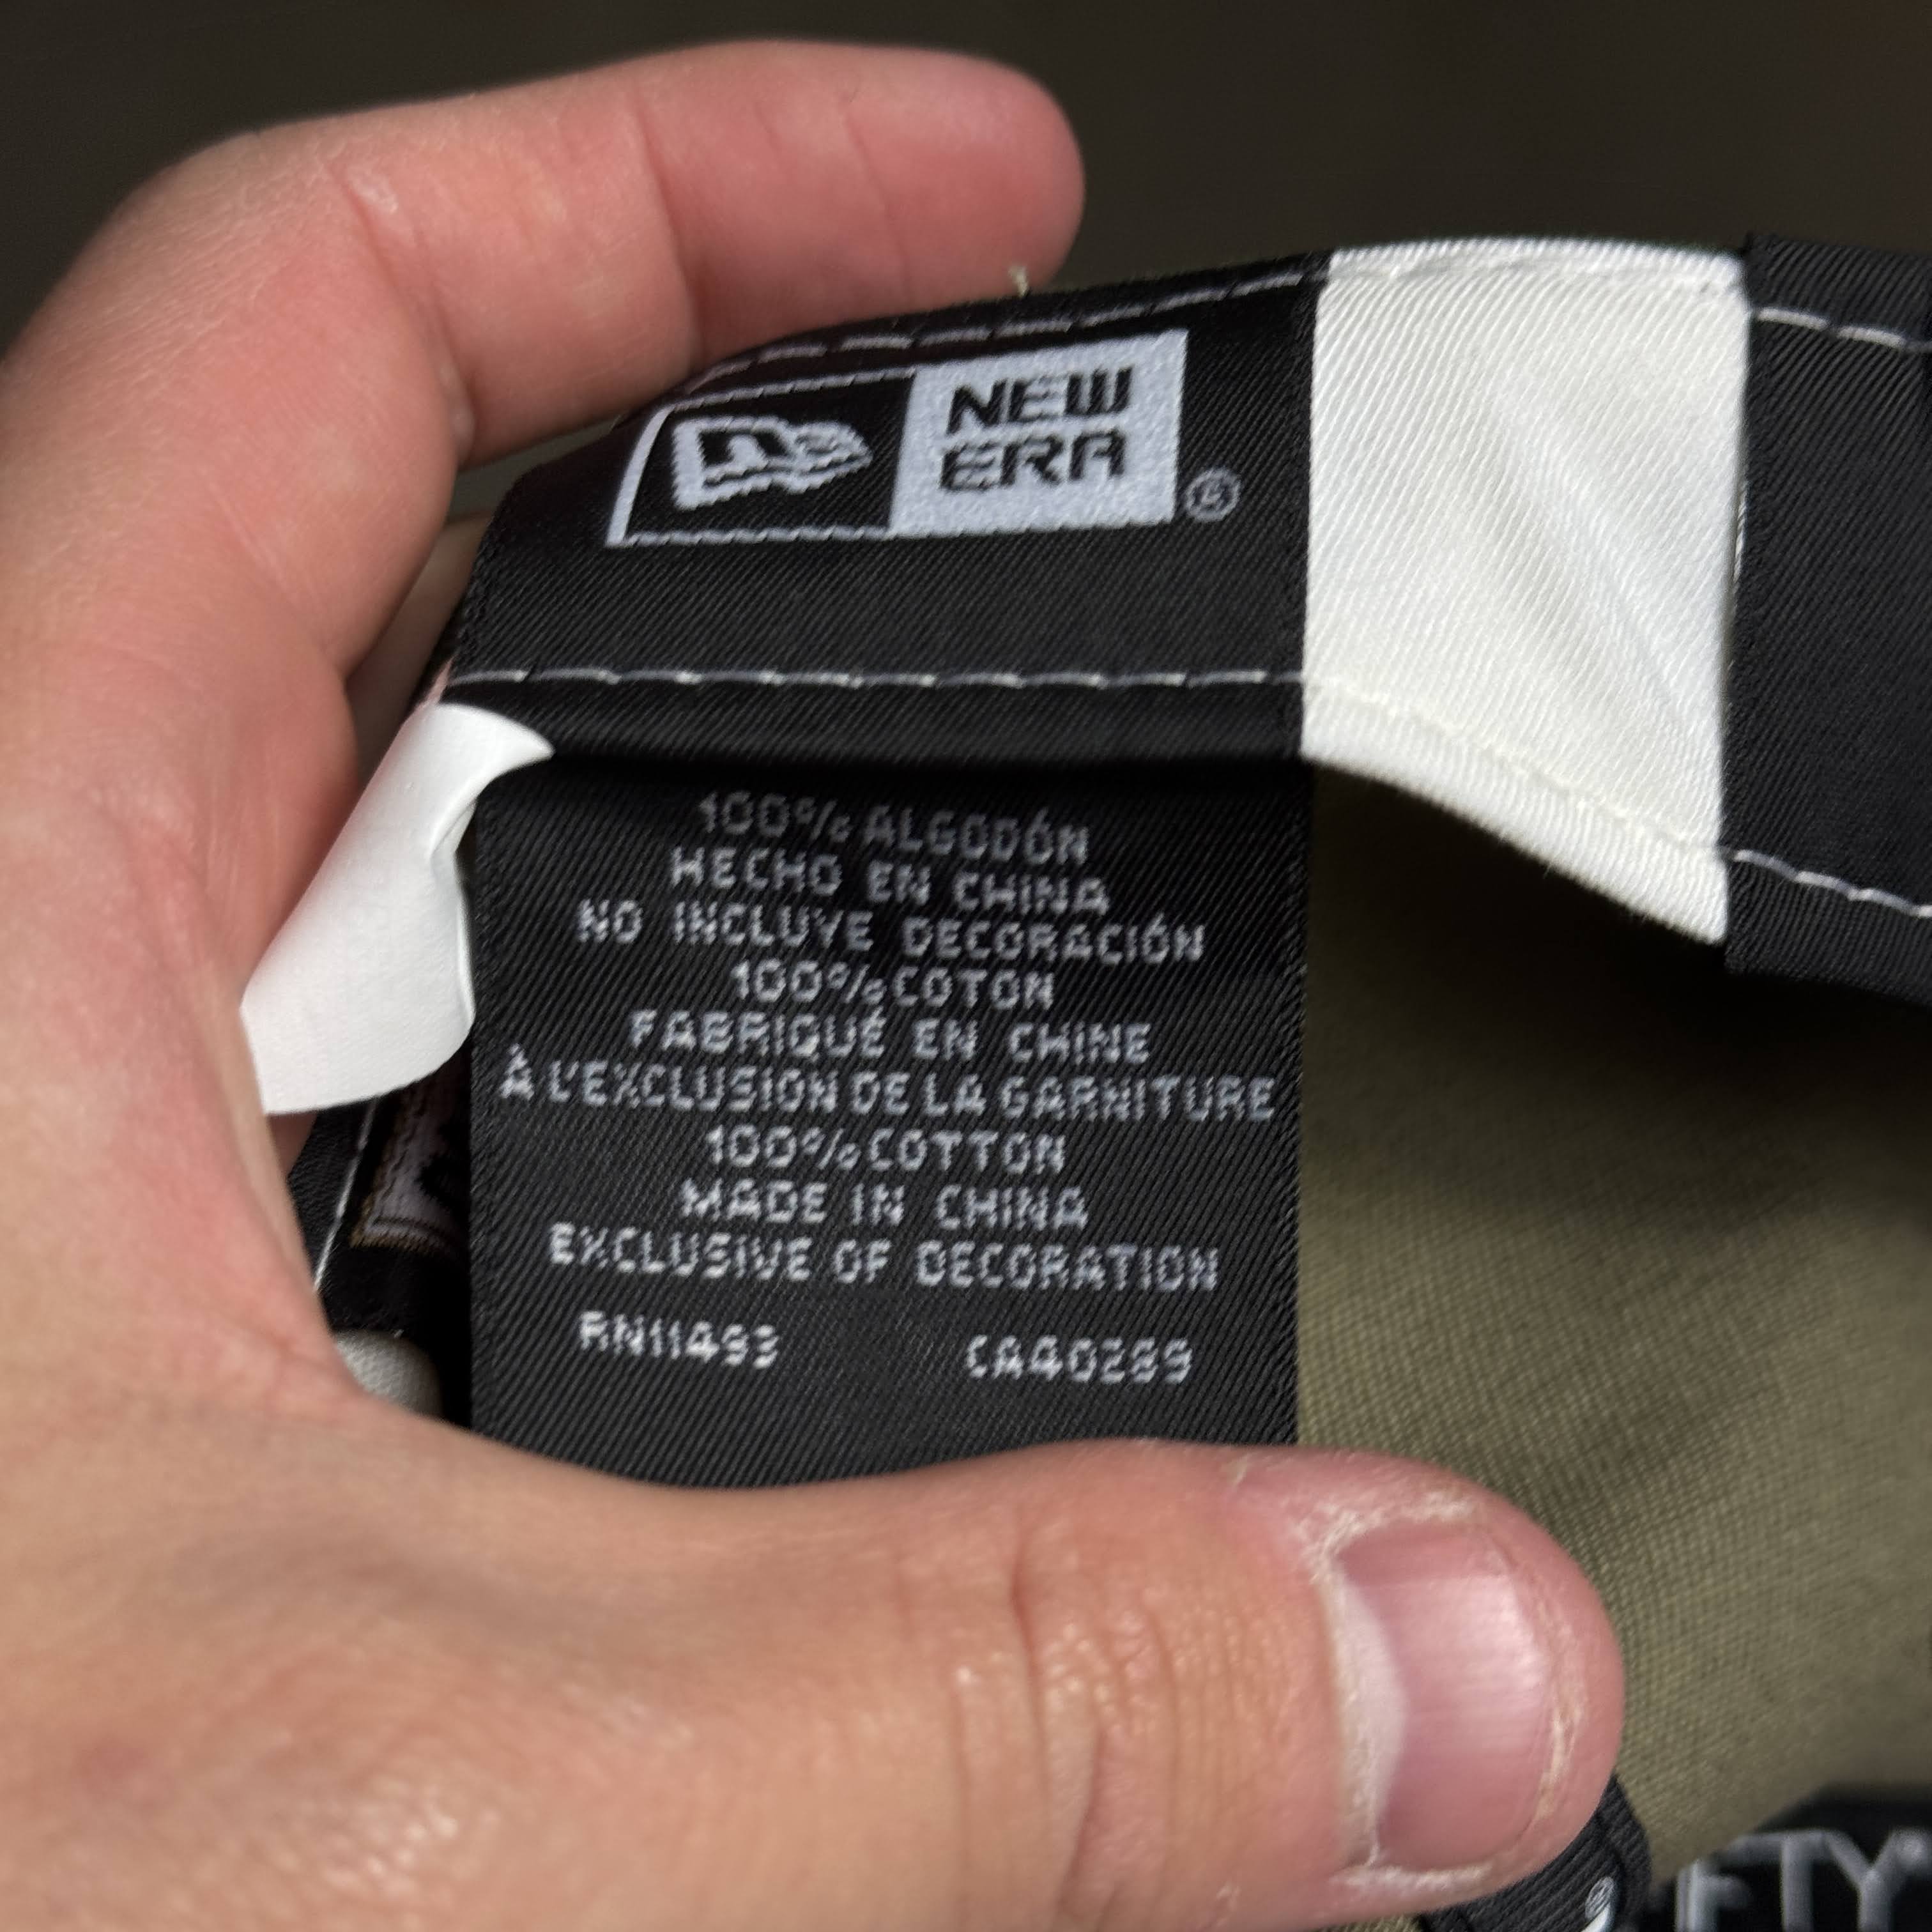 NEW
ERA
®
100% ALGODÓN
HECHO EN CHINA
NO INCLUYE DECORACIÓN
100% COTON
FABRIQUÉ EN CHINE
À L'EXCLUSION DE LA GARNITURE
100% COTTON
MADE IN CHINA
EXCLUSIVE OF DECORATION
RN11493 CA40289